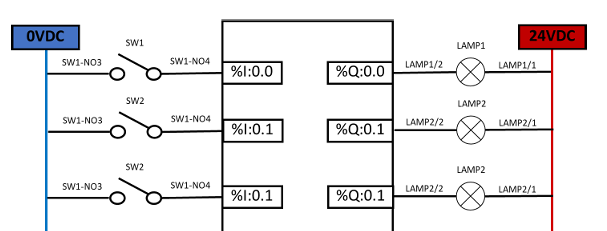 0VDC
24VDC
SW1
LAMP1
SW1-NO3
SW1-NO4
%I:0.0
%Q:0.0
LAMP1/2
LAMP1/1
SW2
LAMP2
SW1-NO3
SW1-NO4
%I:0.1
%Q:0.1
LAMP2/2
LAMP2/1
SW2
LAMP2
SW1-NO3
SW1-NO4
%I:0.1
%Q:0.1
LAMP2/2
LAMP2/1